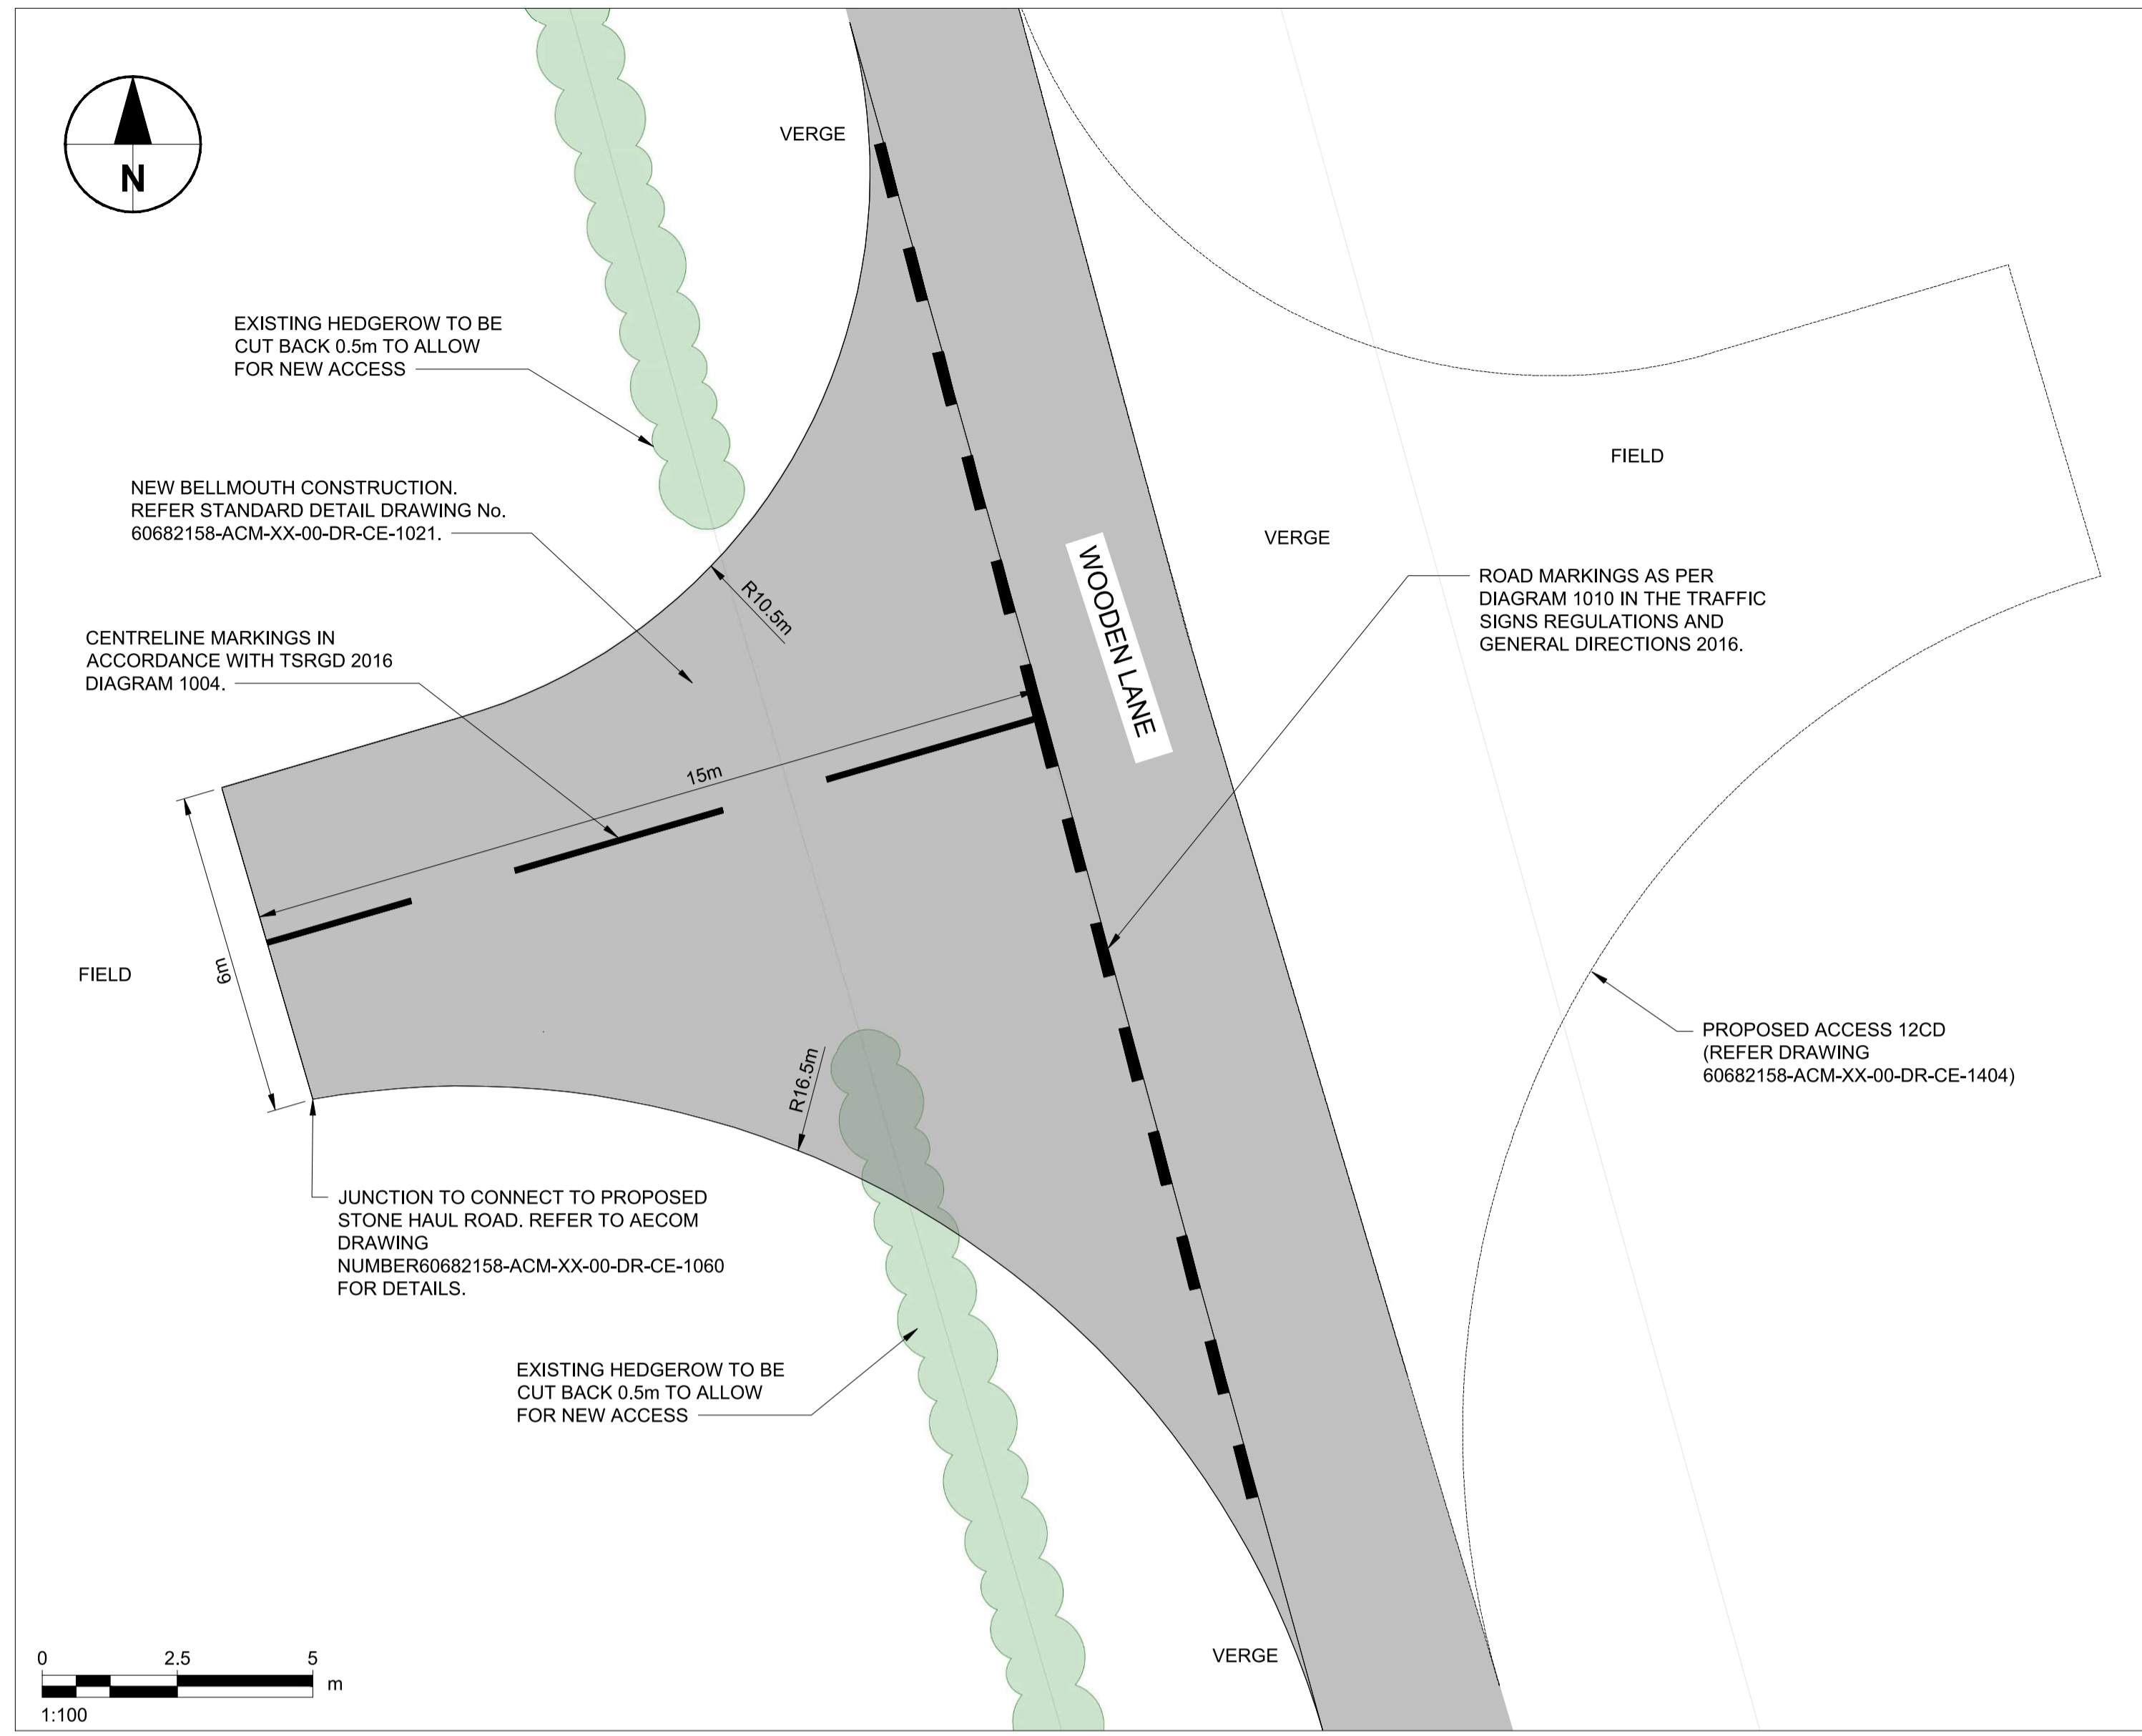 VERGE
N
EXISTING HEDGEROW TO BE
CUT BACK 0.5m TO ALLOW
FOR NEW ACCESS
FIELD
NEW BELLMOUTH CONSTRUCTION.
REFER STANDARD DETAIL DRAWING No.
60682158-ACM-XX-00-DR-CE-1021.
VERGE
WOODEN LANE
ROAD MARKINGS AS PER
DIAGRAM 1010 IN THE TRAFFIC
SIGNS REGULATIONS AND
GENERAL DIRECTIONS 2016.
R10.5m
CENTRELINE MARKINGS IN
ACCORDANCE WITH TSRGD 2016
DIAGRAM 1004.
15m
6m
FIELD
PROPOSED ACCESS 12CD
(REFER DRAWING
60682158-ACM-XX-00-DR-CE-1404)
R16.5m
JUNCTION TO CONNECT TO PROPOSED
STONE HAUL ROAD. REFER TO AECOM
DRAWING
NUMBER60682158-ACM-XX-00-DR-CE-1060
FOR DETAILS.
EXISTING HEDGEROW TO BE
CUT BACK 0.5m TO ALLOW
FOR NEW ACCESS
VERGE
0 2.5 5
m
1:100